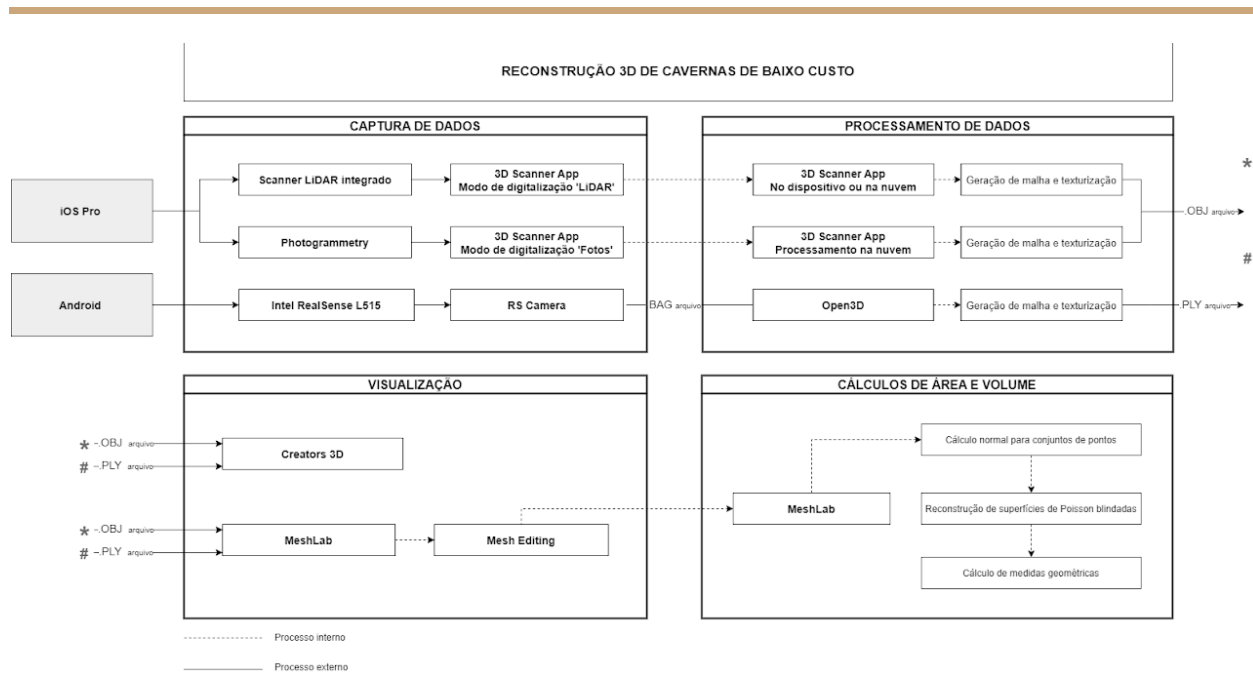 RECONSTRUÇÃO 3D DE CAVERNAS DE BAIXO CUSTO
CAPTURA DE DADOS
PROCESSAMENTO DE DADOS
iOS Pro
Scanner LiDAR integrado
3D Scanner App
Modo de digitalização 'LiDAR'
3D Scanner App
No dispositivo ou na nuvem
Geração de malha e texturização
*
.OBJ arquivo
Photogrammetry
3D Scanner App
Modo de digitalização 'Fotos'
3D Scanner App
Processamento na nuvem
Geração de malha e texturização
#
Android
Intel RealSense L515
RS Camera
BAG arquivo
Open3D
Geração de malha e texturização
.PLY arquivo
VISUALIZAÇÃO
* .OBJ arquivo
# .PLY arquivo
Creators 3D
* .OBJ arquivo
# .PLY arquivo
MeshLab
Mesh Editing
CÁLCULOS DE ÁREA E VOLUME
MeshLab
Cálculo normal para conjuntos de pontos
Reconstrução de superfícies de Poisson blindadas
Cálculo de medidas geométricas
Processo interno
Processo externo